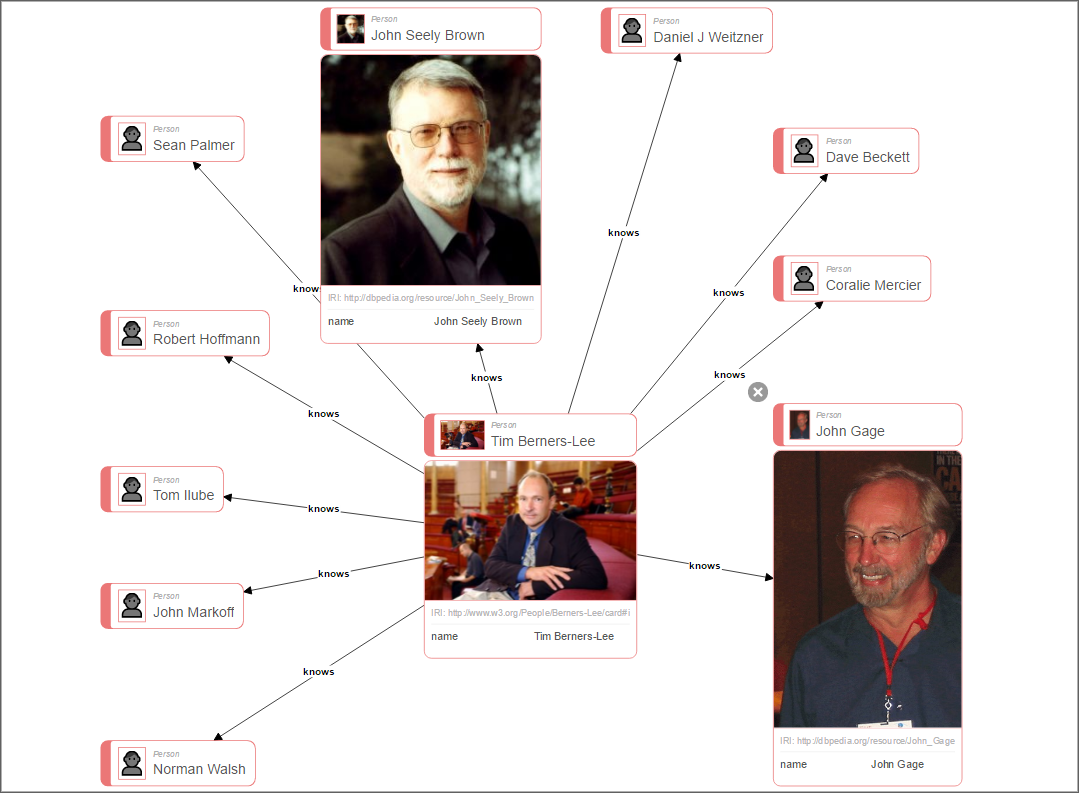 Person
John Seely Brown
IRI: http://dbpedia.org/resource/John_Seely_Brown
name John Seely Brown
Person
Daniel J Weitzner
Person
Sean Palmer
Person
Dave Beckett
knows
knows
knows
Person
Coralie Mercier
Person
Robert Hoffmann
knows
knows
knows
Person
Tim Berners-Lee
IRI: http://www.w3.org/People/Berners-Lee/card#i
name Tim Berners-Lee
Person
John Gage
IN THE
CA
IRI: http://dbpedia.org/resource/John_Gage
name John Gage
Person
Tom Ilube
knows
knows
knows
Person
John Markoff
knows
Person
Norman Walsh